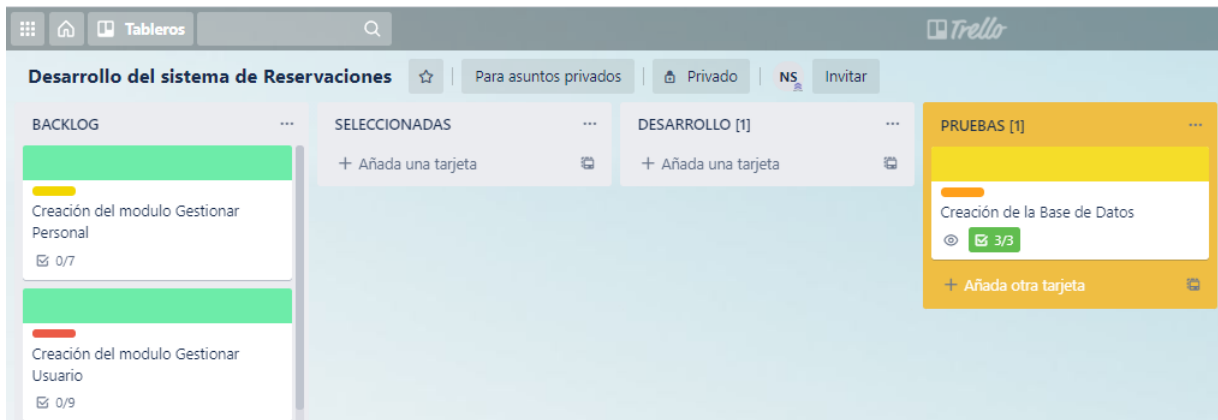 Tableros
Trello
Desarrollo del sistema de Reservaciones
Para asuntos privados
Privado
NS
Invitar
BACKLOG
Creación del modulo Gestionar
Personal
0/7
Creación del modulo Gestionar
Usuario
0/9
SELECCIONADAS
+ Añada una tarjeta
DESARROLLO [1]
+ Añada una tarjeta
PRUEBAS [1]
Creación de la Base de Datos
3/3
+ Añada otra tarjeta